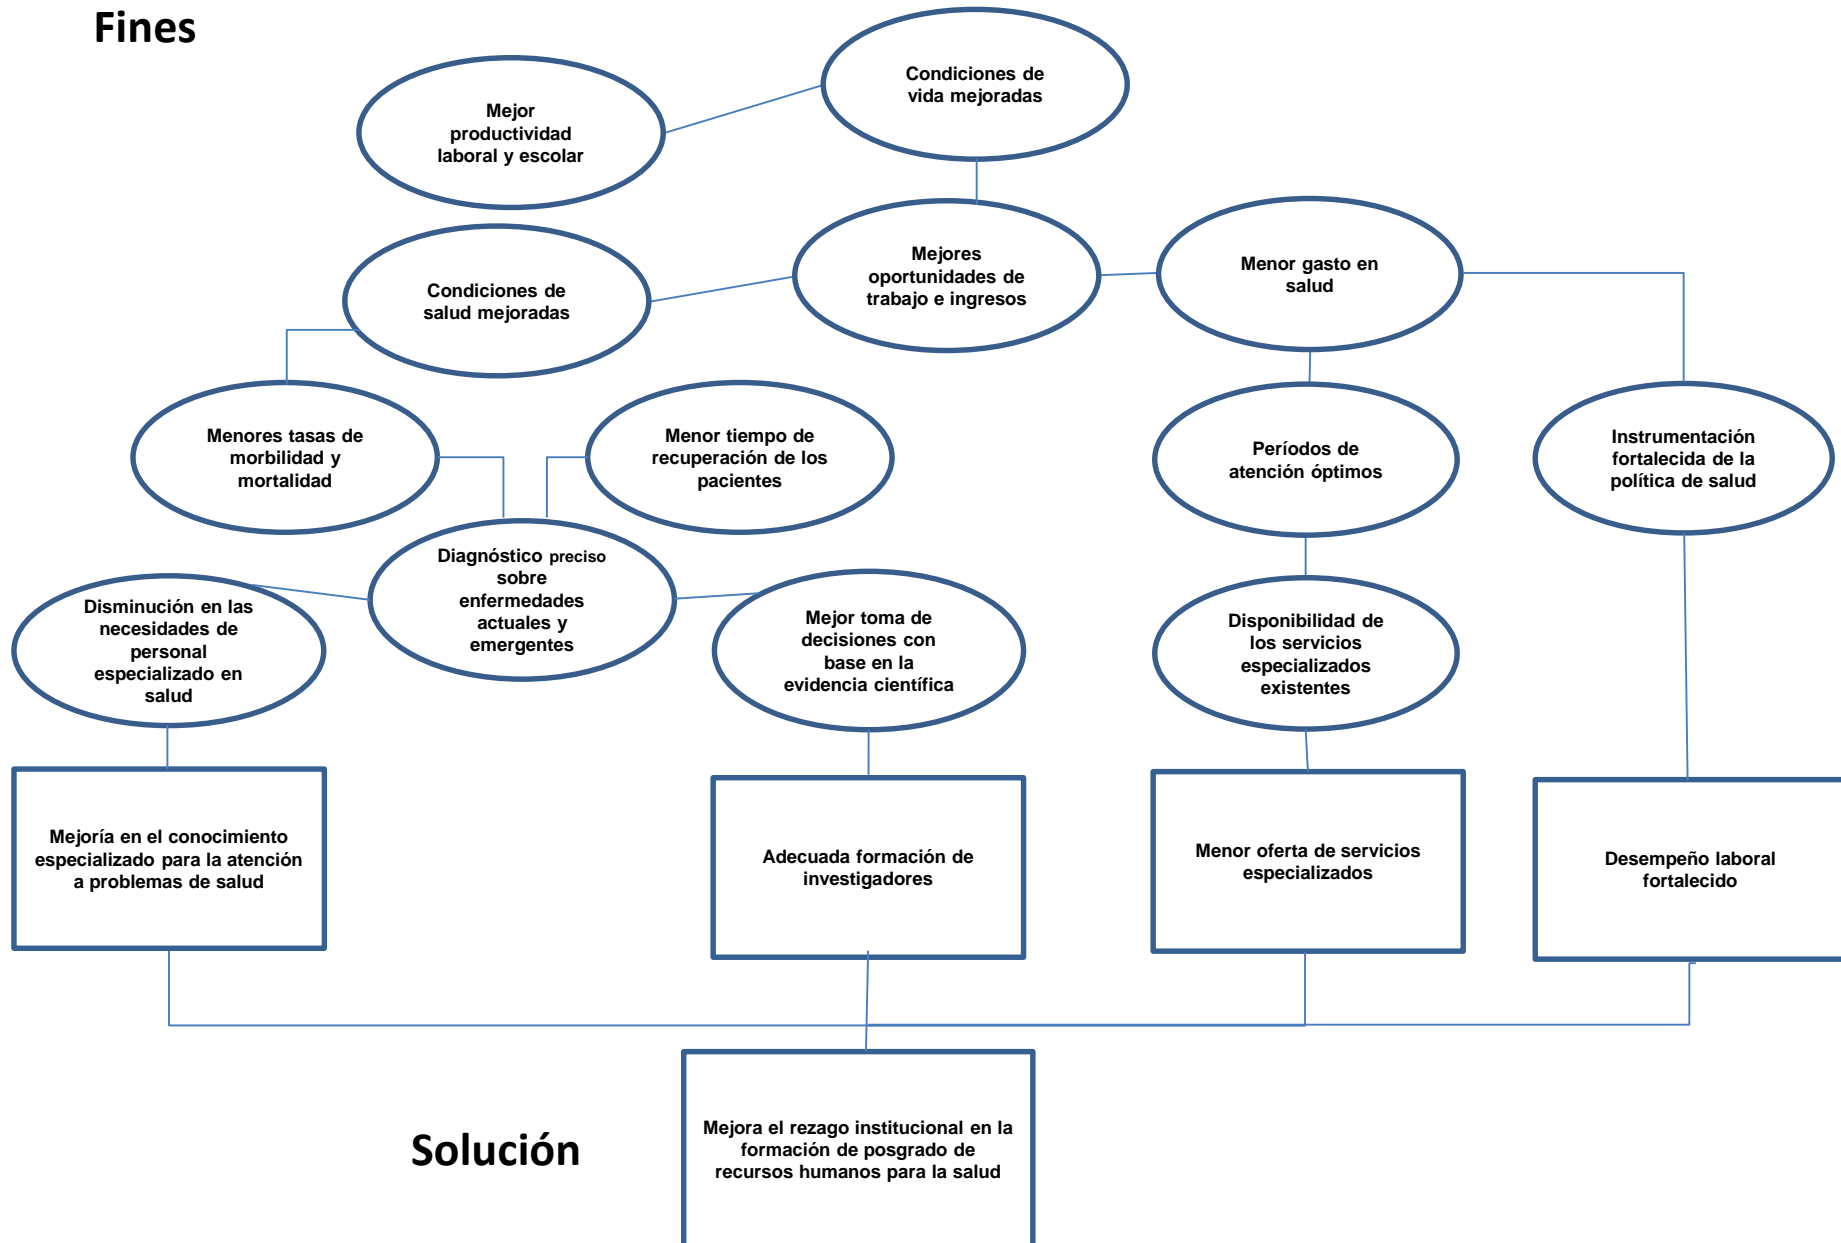 Fines
Condiciones de
vida mejoradas
Mejor
productividad
laboral y escolar
Mejores
oportunidades de
trabajo e ingresos
Menor gasto en
salud
Condiciones de
salud mejoradas
Menores tasas de
morbilidad y
mortalidad
Menor tiempo de
recuperación de los
pacientes
Períodos de
atención óptimos
Instrumentación
fortalecida de la
política de salud
Diagnóstico preciso
sobre
enfermedades
actuales y
emergentes
Disminución en las
necesidades de
personal
especializado en
salud
Mejor toma de
decisiones con
base en la
evidencia científica
Disponibilidad de
los servicios
especializados
existentes
Mejoría en el conocimiento
especializado para la atención
a problemas de salud
Adecuada formación de
investigadores
Menor oferta de servicios
especializados
Desempeño laboral
fortalecido
Solución
Mejora el rezago institucional en la
formación de posgrado de
recursos humanos para la salud